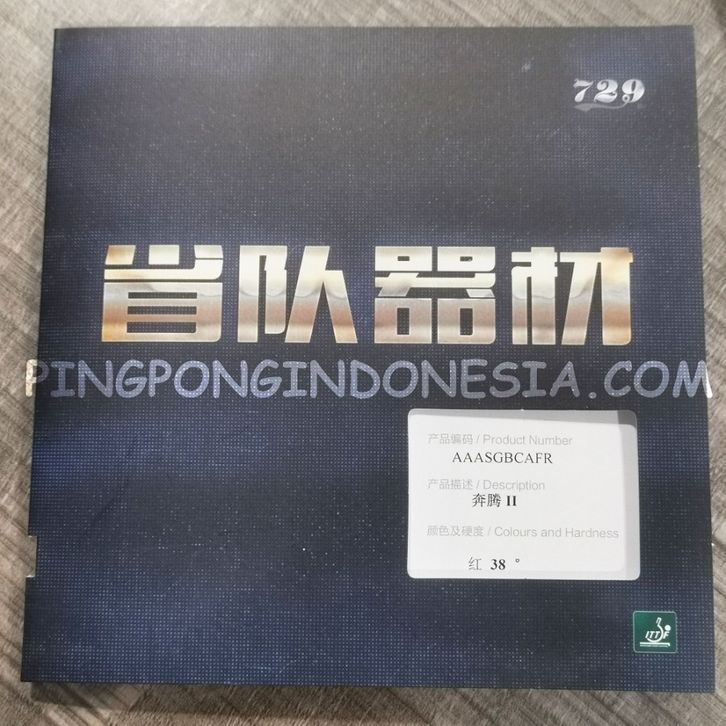 729
省队器材
PINGPONGINDONESIA.COM
产品编码 / Product Number
AAASGBCAFR
产品描述 / Description
奔腾 II
颜色及硬度 / Colours and Hardness
红 38 °
ITTF